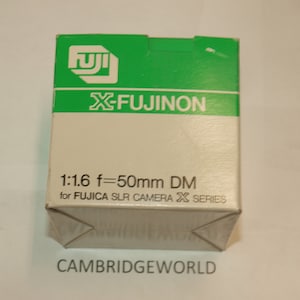 FUJI
X-FUJINON
1:1.6 f=50mm DM
for FUJICA SLR CAMERA X SERIES
CAMBRIDGEWORLD